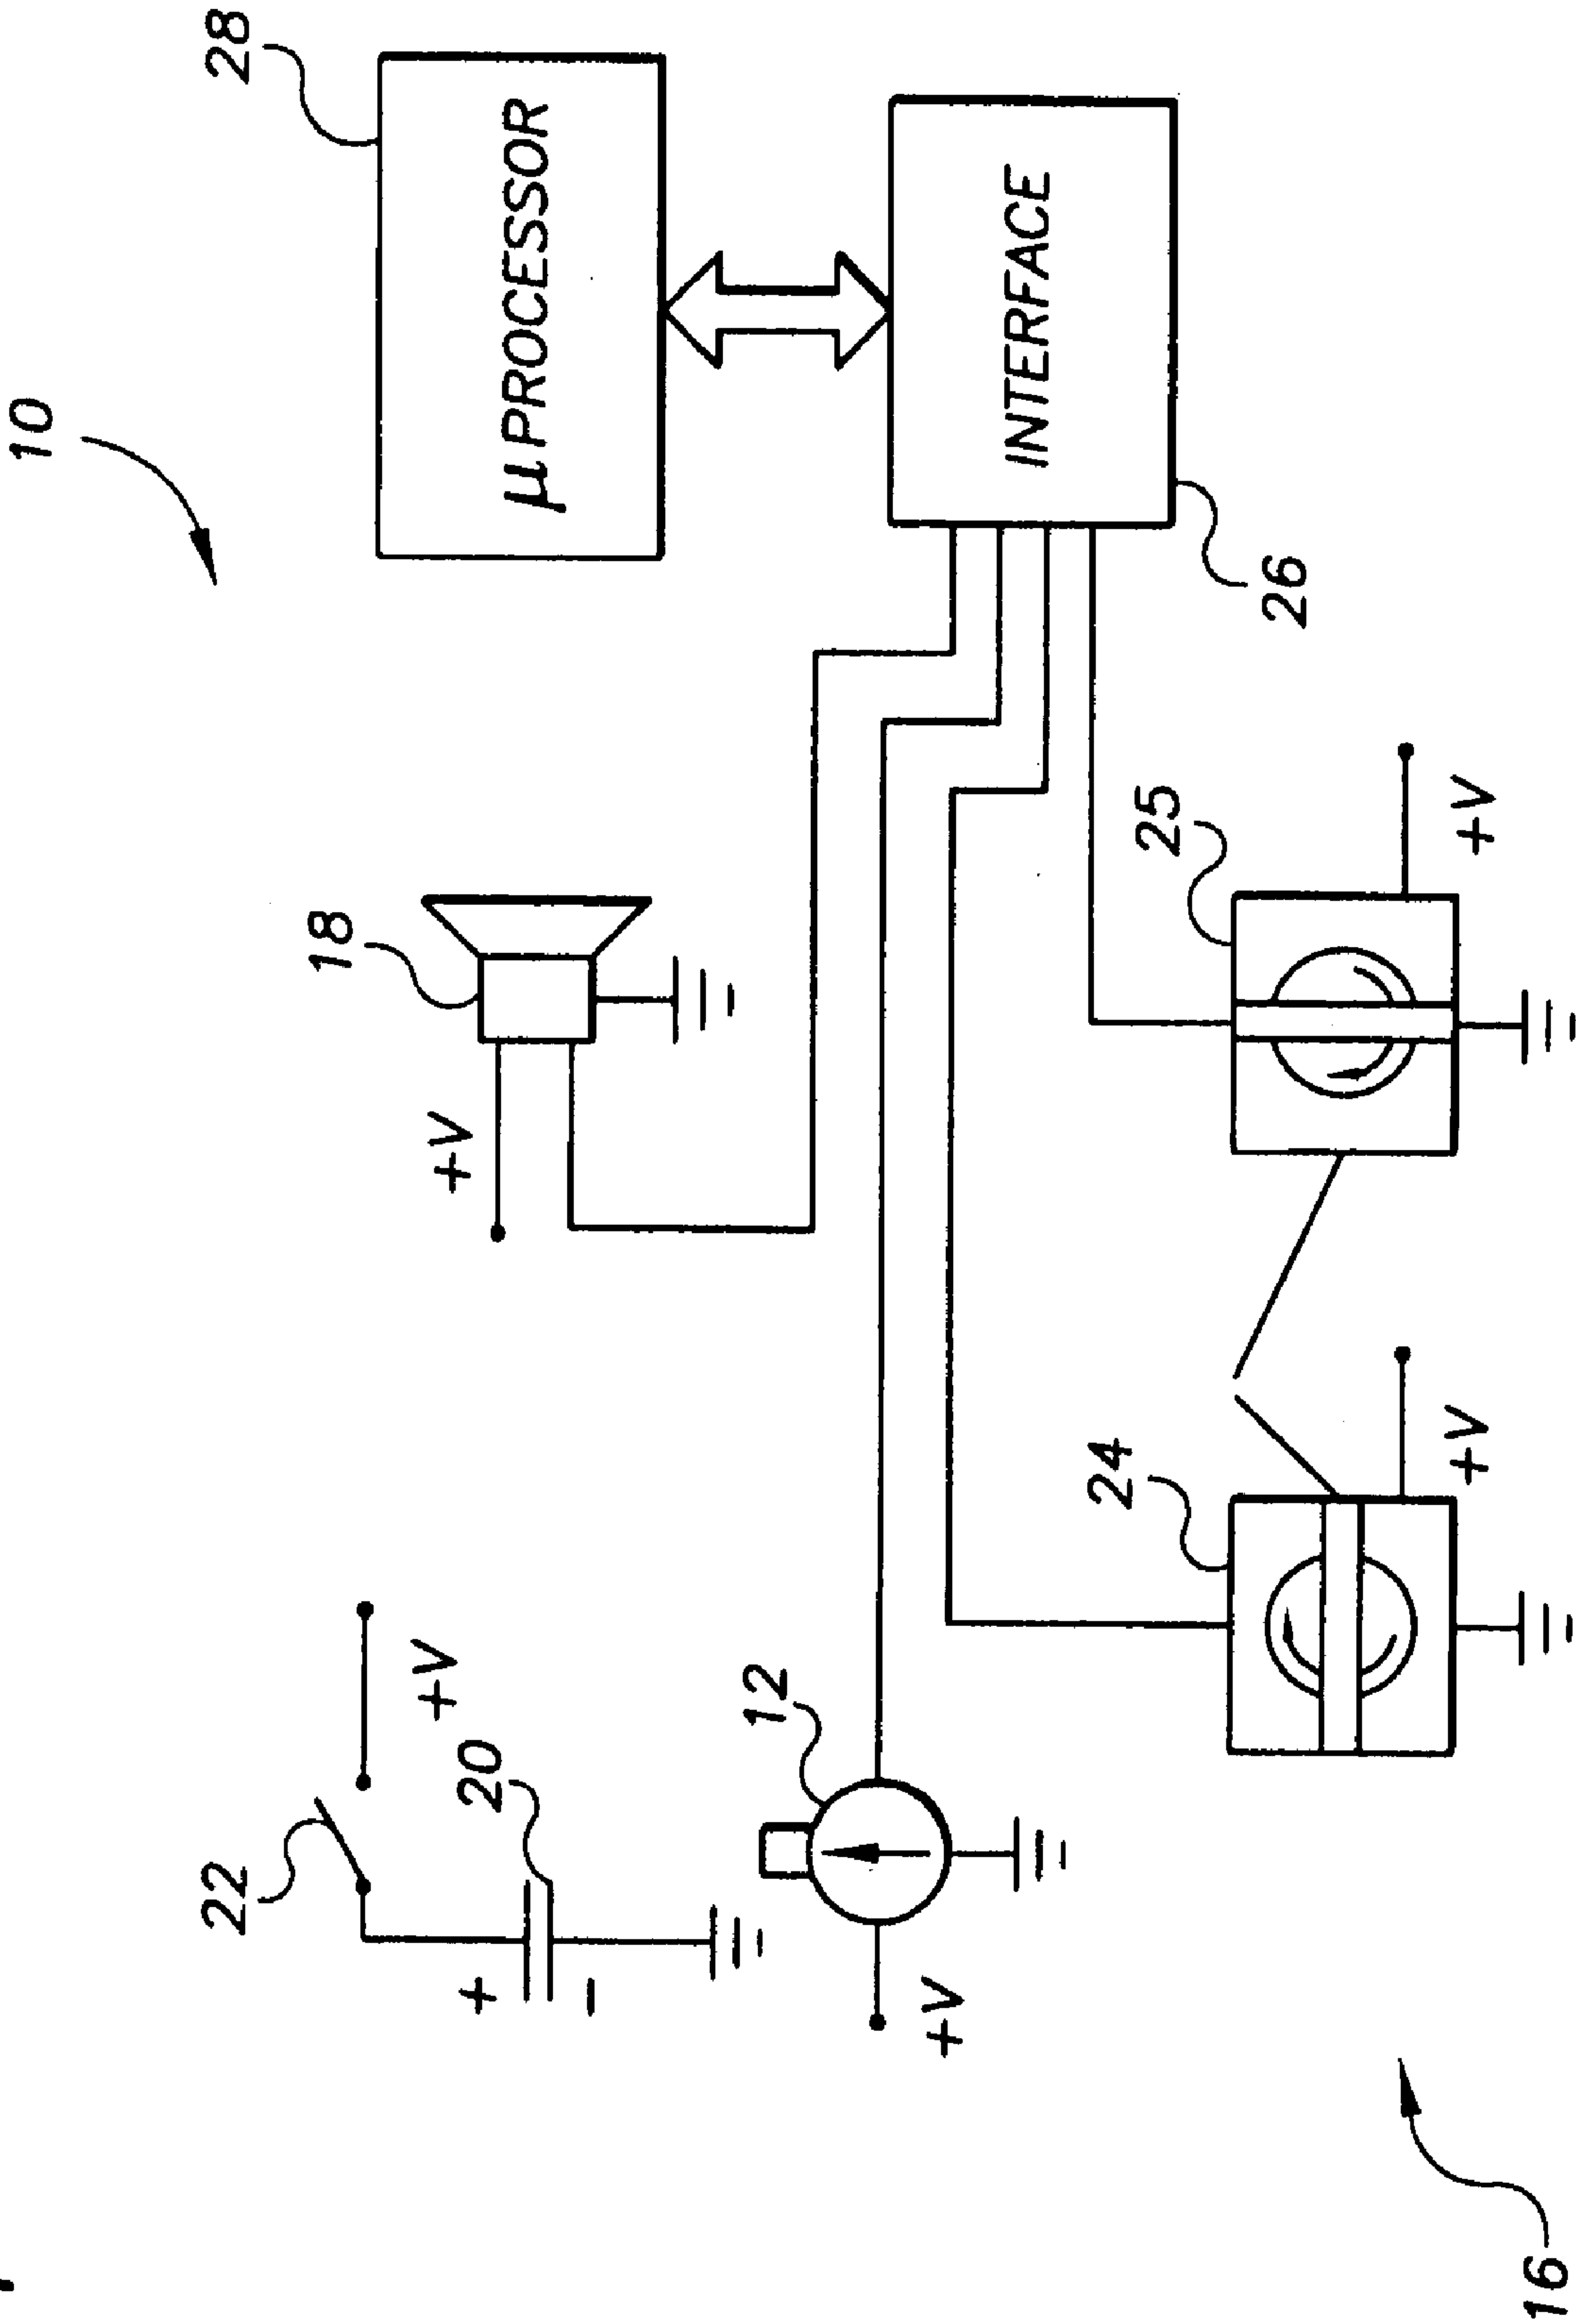 10
22
28
18
+V
+V
+
20
μPROCESSOR
−
12
+V
INTERFACE
24
25
26
+V
+V
16